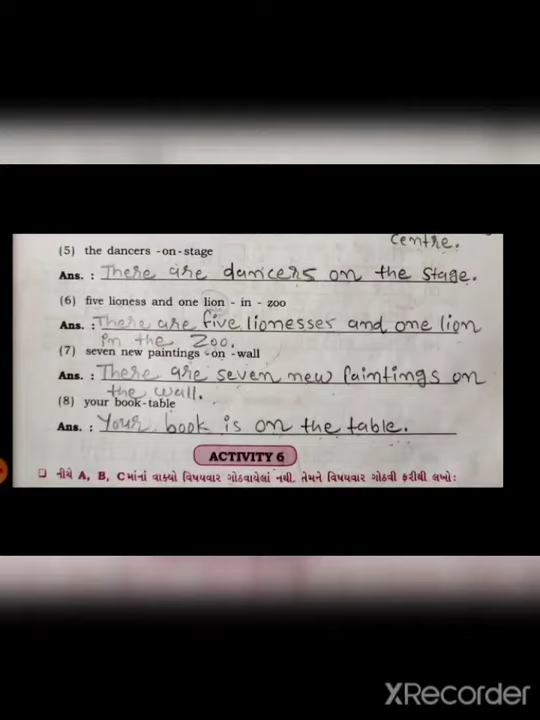 centre.
(5) the dancers -on-stage
Ans. : There are dancers on the stage.
(6) five lioness and one lion - in - zoo
Ans. : There are five lionesses and one lion
in the Zoo.
(7) seven new paintings -on -wall
Ans. : There are seven new paintings on
the wall.
(8) your book-table
Ans. : Your book is on the table.
ACTIVITY 6
❑ નીચે A, B, C માંનાં વાક્યો વિષયવાર ગોઠવાયેલાં નથી. તેમને વિષયવાર ગોઠવી ફરીથી લખો:
XRecorder